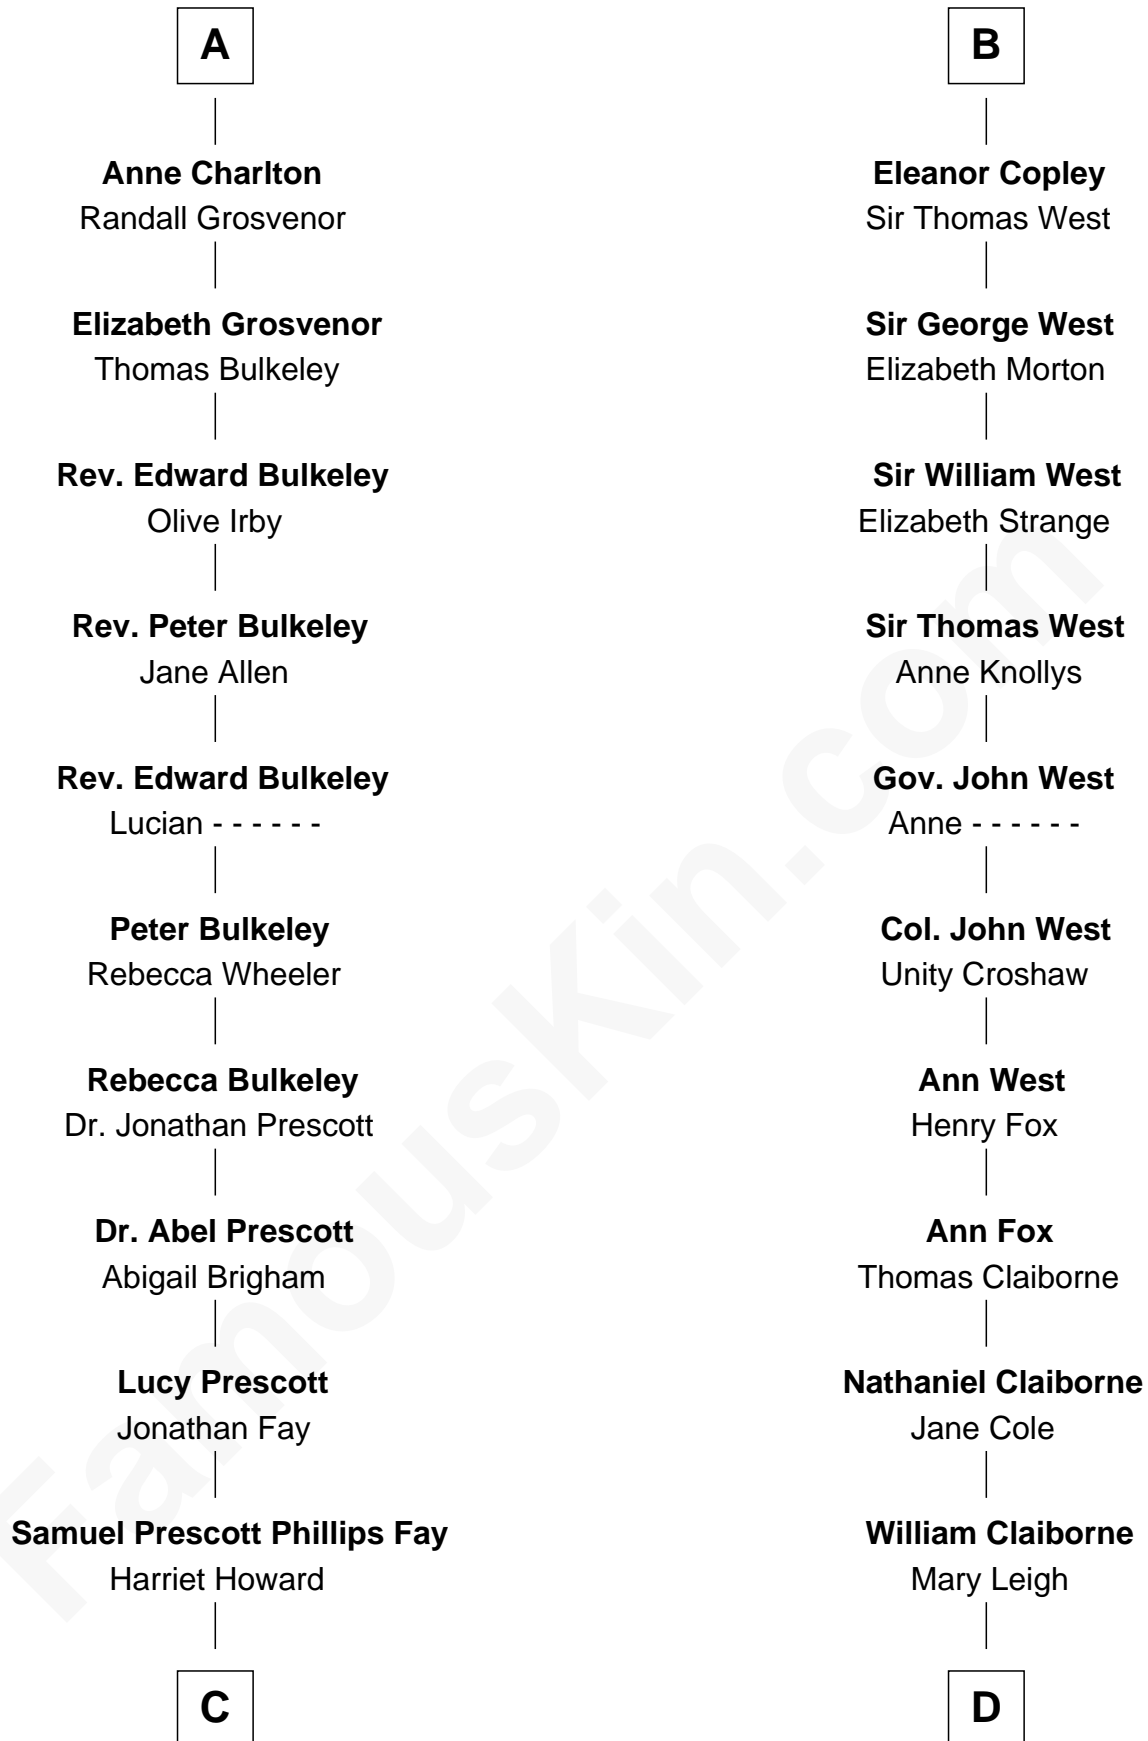 A
Anne Charlton
Randall Grosvenor
Elizabeth Grosvenor
Thomas Bulkeley
Rev. Edward Bulkeley
Olive Irby
Rev. Peter Bulkeley
Jane Allen
Rev. Edward Bulkeley
Lucian - - - - - -
Peter Bulkeley
Rebecca Wheeler
Rebecca Bulkeley
Dr. Jonathan Prescott
Dr. Abel Prescott
Abigail Brigham
Lucy Prescott
Jonathan Fay
Samuel Prescott Phillips Fay
Harriet Howard
C
B
Eleanor Copley
Sir Thomas West
Sir George West
Elizabeth Morton
Sir William West
Elizabeth Strange
Sir Thomas West
Anne Knollys
Gov. John West
Anne - - - - - -
Col. John West
Unity Croshaw
Ann West
Henry Fox
Ann Fox
Thomas Claiborne
Nathaniel Claiborne
Jane Cole
William Claiborne
Mary Leigh
D
FamousKin.com